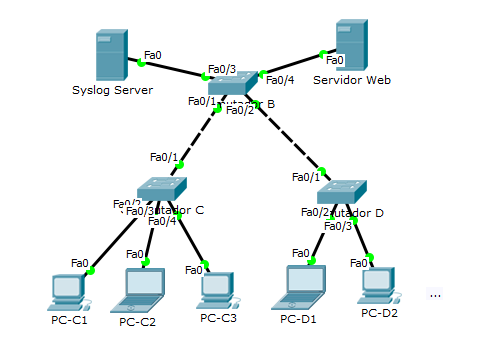 Fa0
Syslog Server
Fa0/3
Fa0
Servidor Web
Fa0/4
Fa0/1
Fa0/2
B
Fa0/1
Fa0/2
Fa0/3
Fa0/4
C
Fa0/1
Fa0/2
Fa0/3
D
Fa0
PC-C1
Fa0
PC-C2
Fa0
PC-C3
Fa0
PC-D1
Fa0
PC-D2
...